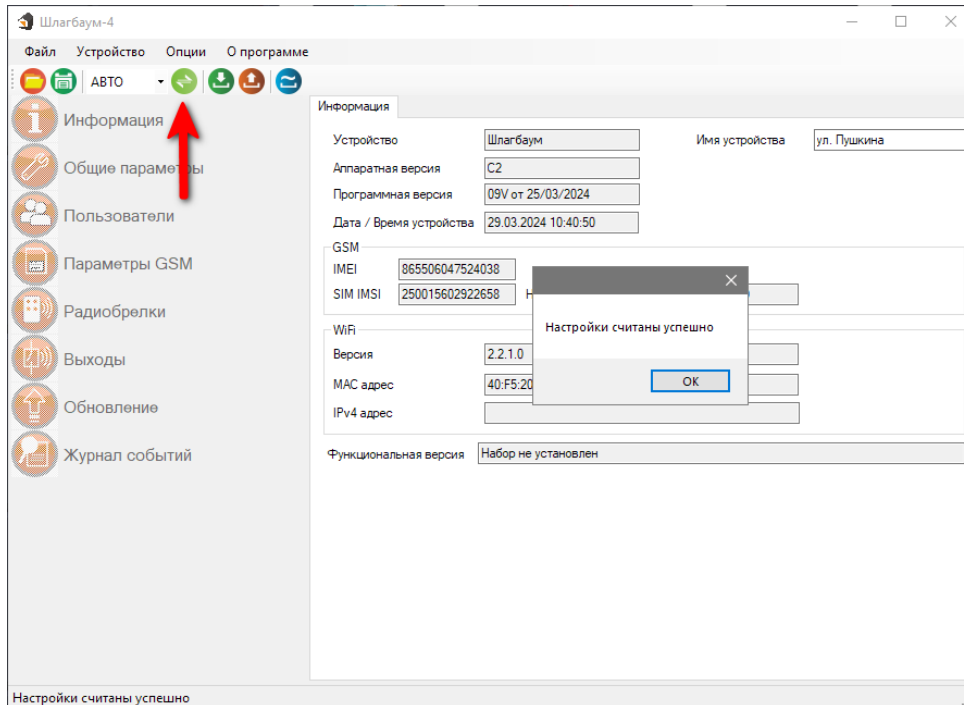 Шлагбаум-4
Файл Устройство Опции О программе
АВТО
Информация
Общие параметры
Пользователи
Параметры GSM
Радиобрелки
Выходы
Обновление
Журнал событий
Информация
Устройство Шлагбаум Имя устройства ул. Пушкина
Аппаратная версия C2
Программная версия 09V от 25/03/2024
Дата / Время устройства 29.03.2024 10:40:50
GSM
IMEI 865506047524038
SIM IMSI 250015602922658
Настройки считаны успешно
OK
WiFi
Версия 2.2.1.0
MAC адрес 40:F5:20
IPv4 адрес
Функциональная версия Набор не установлен
Настройки считаны успешно